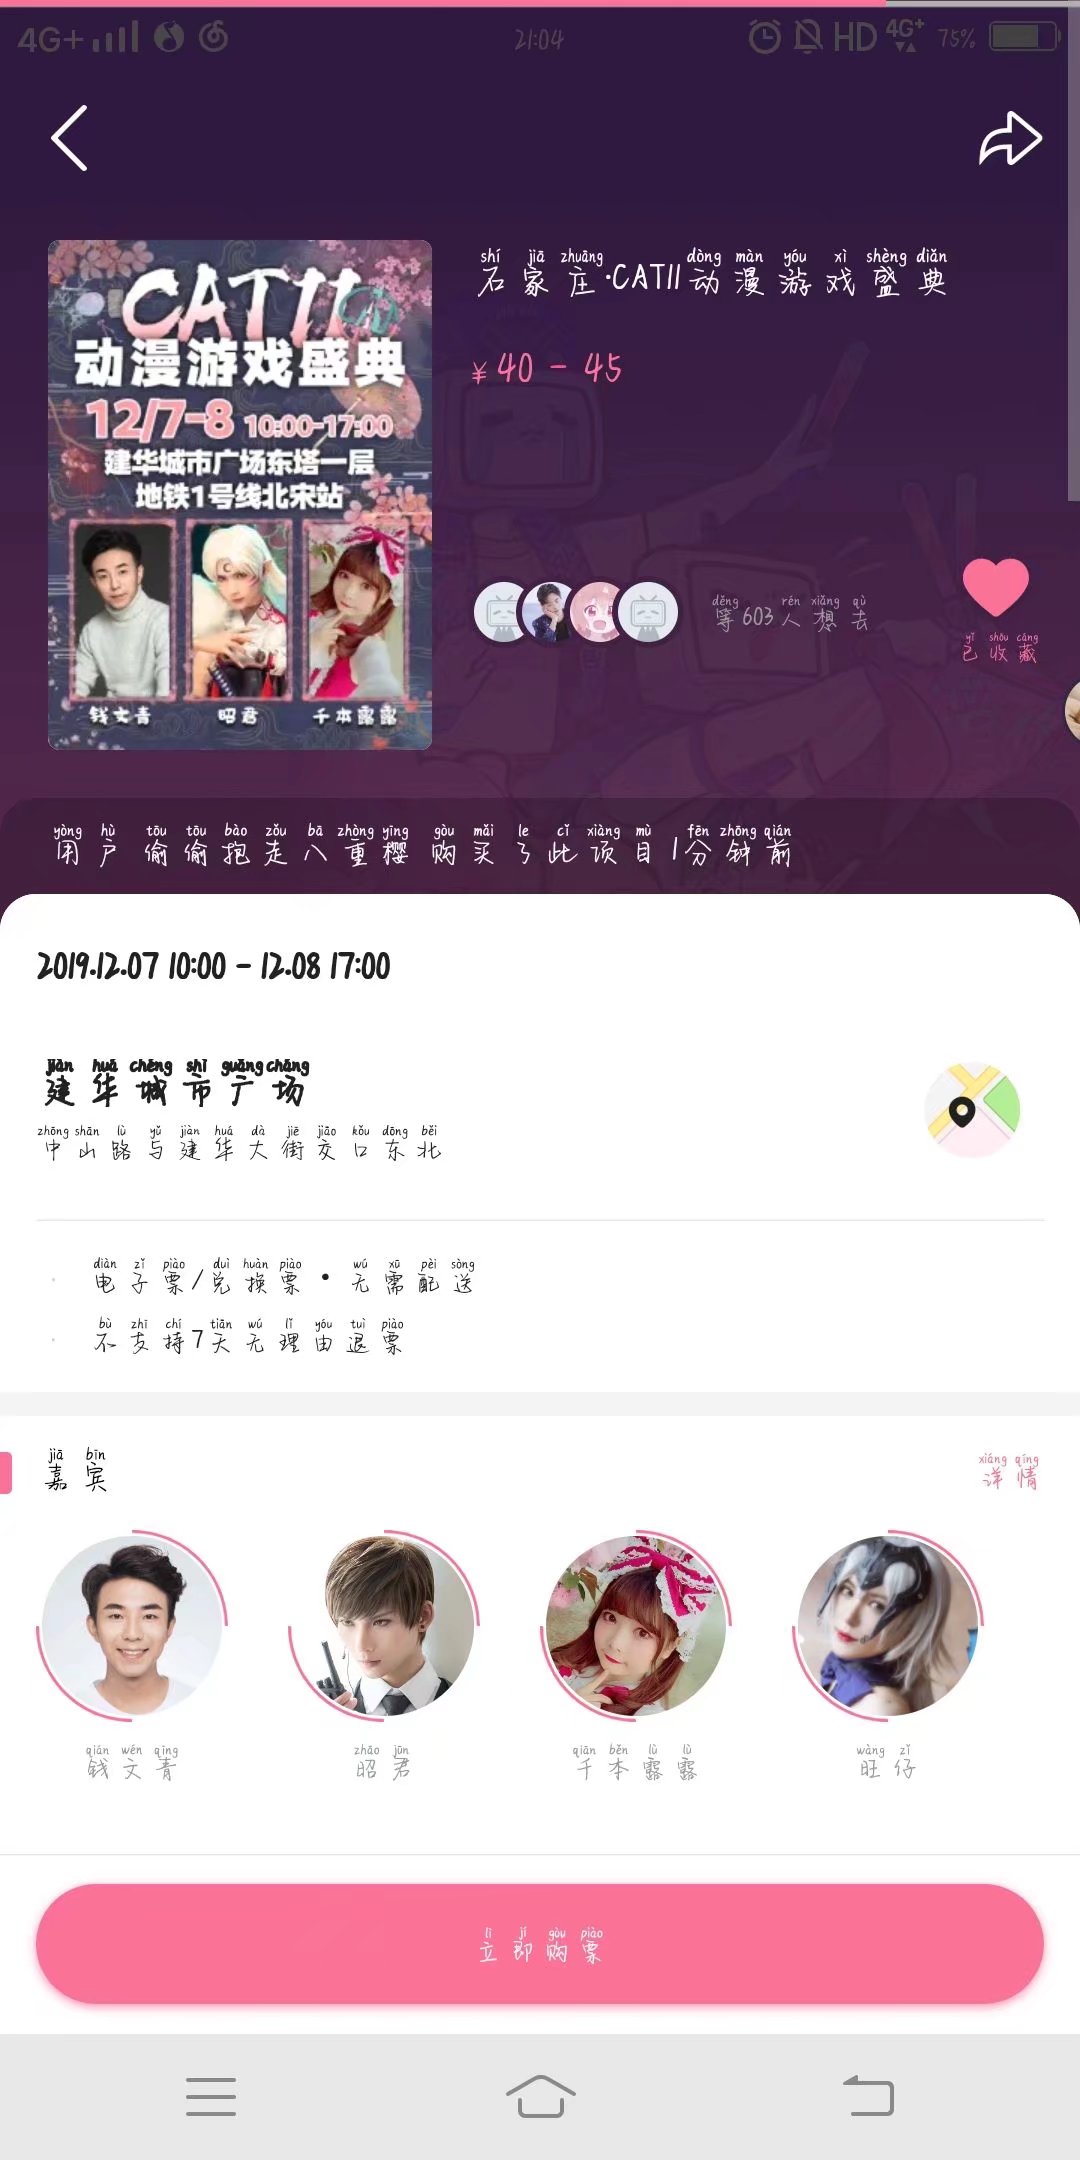 4G+ 21:04 HD 4G+ 75%
CATII
动漫游戏盛典
12/7-8 10:00-17:00
建华城市广场东塔一层
地铁1号线北宋站
钱文青 昭君 千本露露
shí jiā zhuāng dòng màn yóu xì shèng diǎn
石家庄·CATII动漫游戏盛典
¥40 - 45
děng rén xiǎng qù
等603人想去
yǐ shōu cáng
已收藏
yòng hù tōu tōu bào zǒu bā zhòng yīng gòu mǎi le cǐ xiàng mù fēn zhōng qián
用户 偷偷抱走八重樱 购买了此项目1分钟前
2019.12.07 10:00 - 12.08 17:00
jiàn huá chéng shì guǎng chǎng
建华城市广场
zhōng shān lù yǔ jiàn huá dà jiē jiāo kǒu dōng běi
中山路与建华大街交口东北
diàn zǐ piào duì huàn piào wú xū pèi sòng
电子票/兑换票 • 无需配送
bù zhī chí tiān wú lǐ yóu tuì piào
不支持7天无理由退票
jiā bīn
嘉宾
xiáng qíng
详情
qián wén qīng zhāo jūn qiān běn lù lù wàng zǐ
钱文青 昭君 千本露露 旺仔
lì jí gòu piào
立即购票